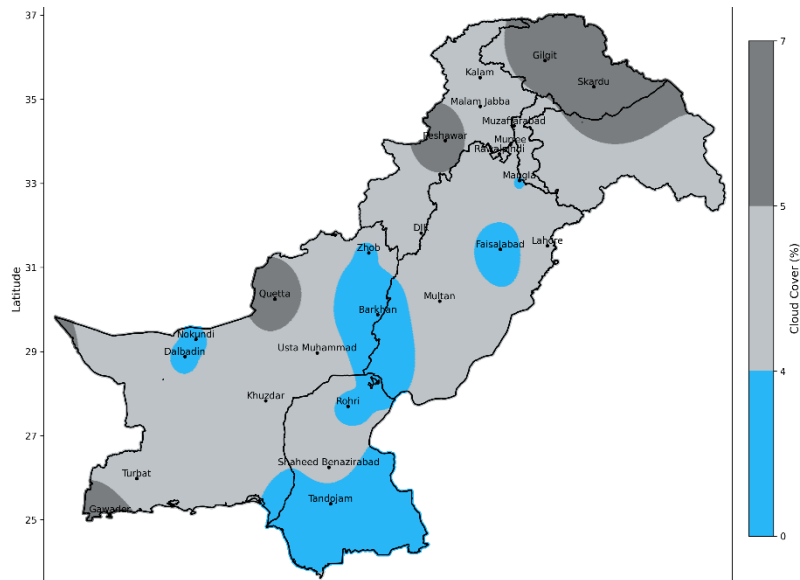 37
35
33
31
29
27
25
Latitude
Gilgit
Skardu
Kalam
Malam Jabba
Muzaffarabad
Peshawar
Murree
Rawalpindi
Mangla
DIK
Zhob
Faisalabad
Lahore
Quetta
Barkhan
Multan
Nokundi
Dalbadin
Usta Muhammad
Khuzdar
Rohri
Turbat
Shaheed Benazirabad
Gawader
Tandojam
7
5
4
0
Cloud Cover (%)